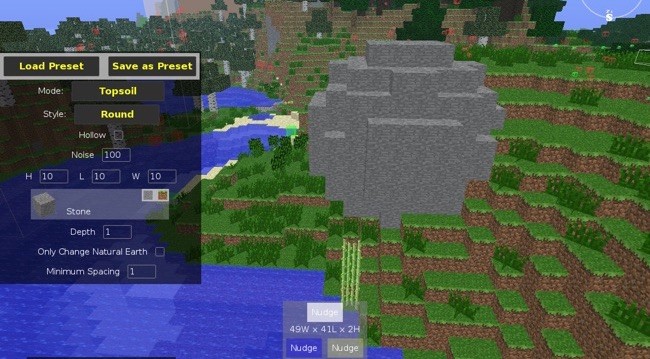 Load Preset Save as Preset
Mode: Topsoil
Style: Round
Hollow
Noise 100
H 10 L 10 W 10
Stone
Depth 1
Only Change Natural Earth
Minimum Spacing 1
Nudge
49W x 41L x 2H
Nudge Nudge